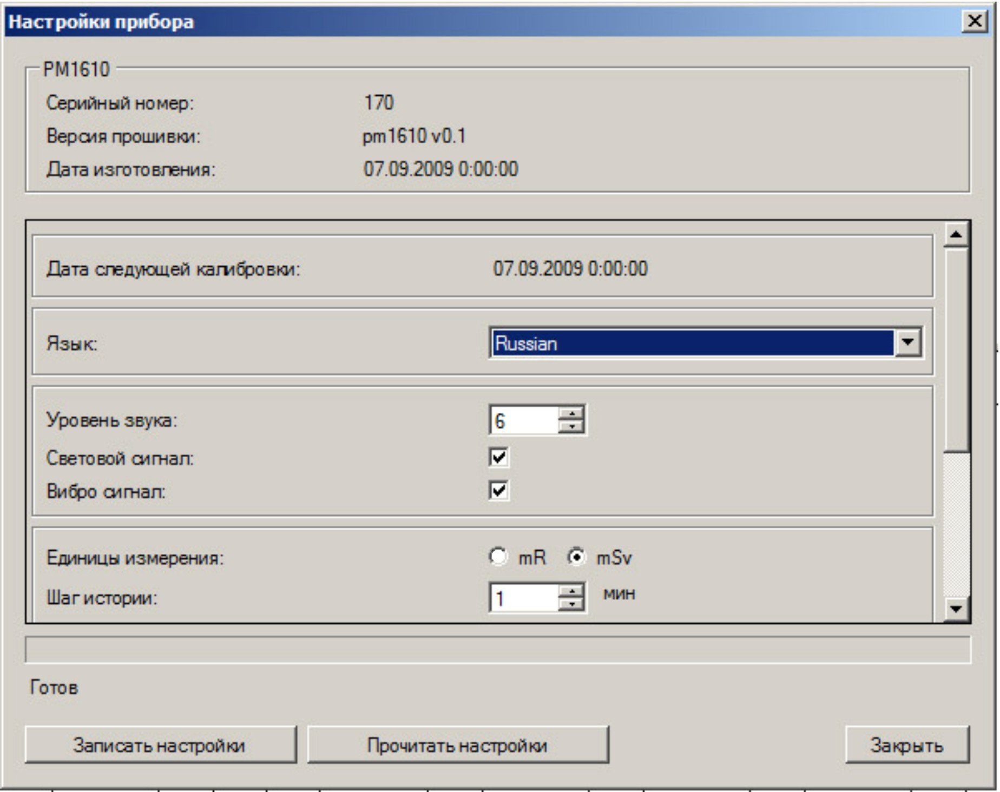 Настройки прибора
PM1610
Серийный номер: 170
Версия прошивки: pm1610 v0.1
Дата изготовления: 07.09.2009 0:00:00
Дата следующей калибровки: 07.09.2009 0:00:00
Язык: Russian
Уровень звука: 6
Световой сигнал:
Вибро сигнал:
Единицы измерения: mR mSv
Шаг истории: 1 мин
Готов
Записать настройки Прочитать настройки Закрыть